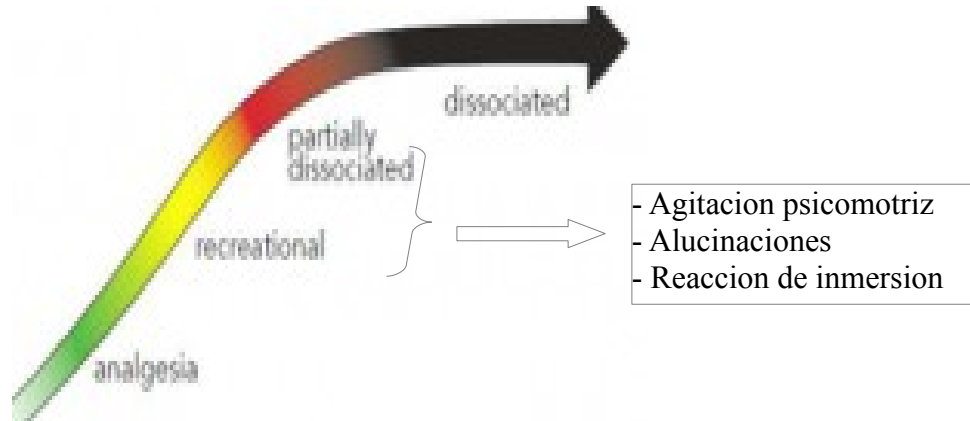 dissociated
partially
dissociated
recreational
analgesia
- Agitacion psicomotriz
- Alucinaciones
- Reaccion de inmersion